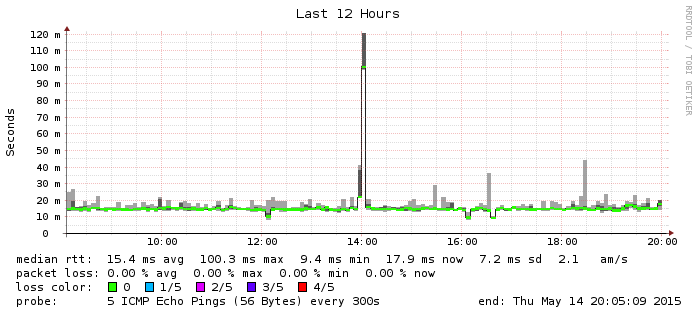 Last 12 Hours
RRDTOOL / TOBI OETIKER
Seconds
120 m
110 m
100 m
90 m
80 m
70 m
60 m
50 m
40 m
30 m
20 m
10 m
0
10:00 12:00 14:00 16:00 18:00 20:00
median rtt: 15.4 ms avg 100.3 ms max 9.4 ms min 17.9 ms now 7.2 ms sd 2.1 am/s
packet loss: 0.00 % avg 0.00 % max 0.00 % min 0.00 % now
loss color: 0 1/5 2/5 3/5 4/5
probe: 5 ICMP Echo Pings (56 Bytes) every 300s end: Thu May 14 20:05:09 2015